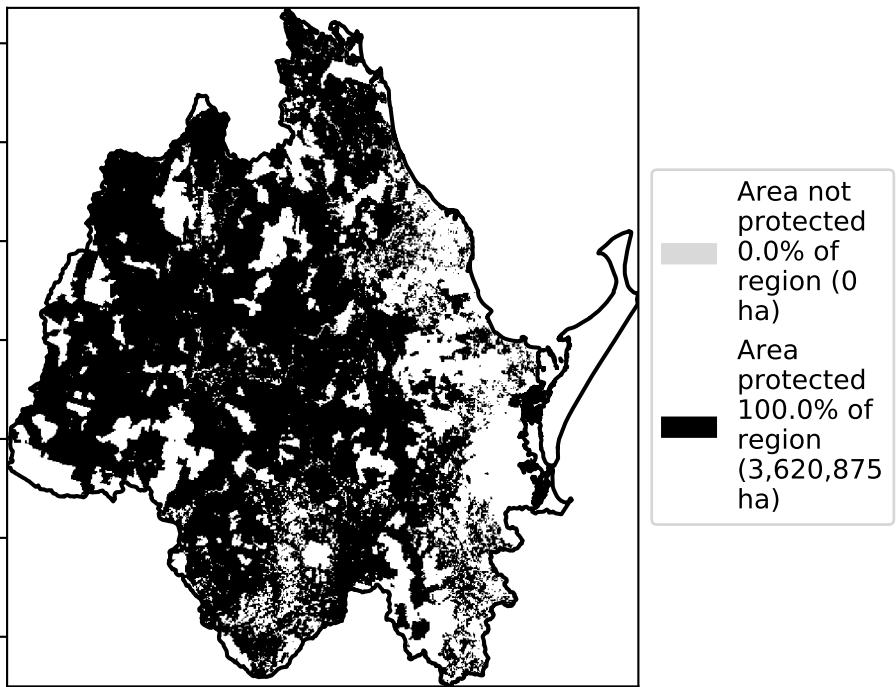 Area not
protected
0.0% of
region (0
ha)
Area
protected
100.0% of
region
(3,620,875
ha)